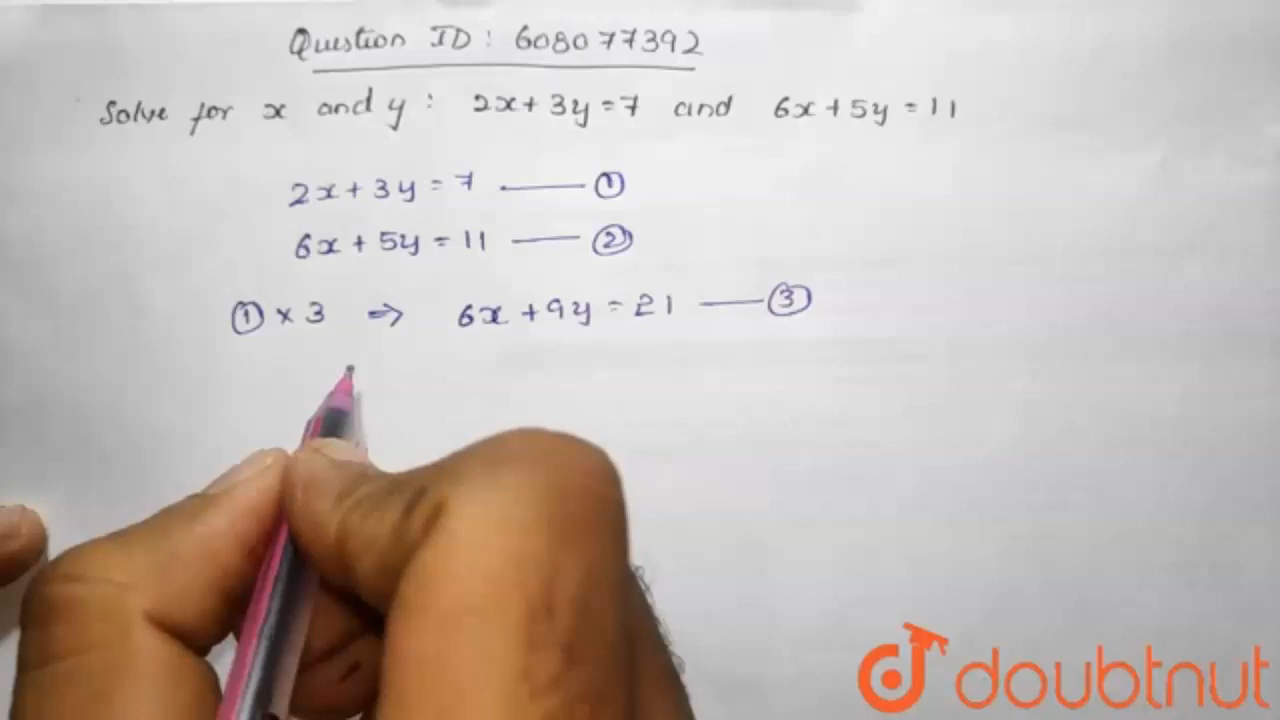 Question ID: 608077392
Solve for x and y: 2x+3y=7 and 6x+5y=11
2x+3y=7 —— ①
6x+5y=11 —— ②
①×3 ⇒ 6x+9y=21 —— ③
doubtnut